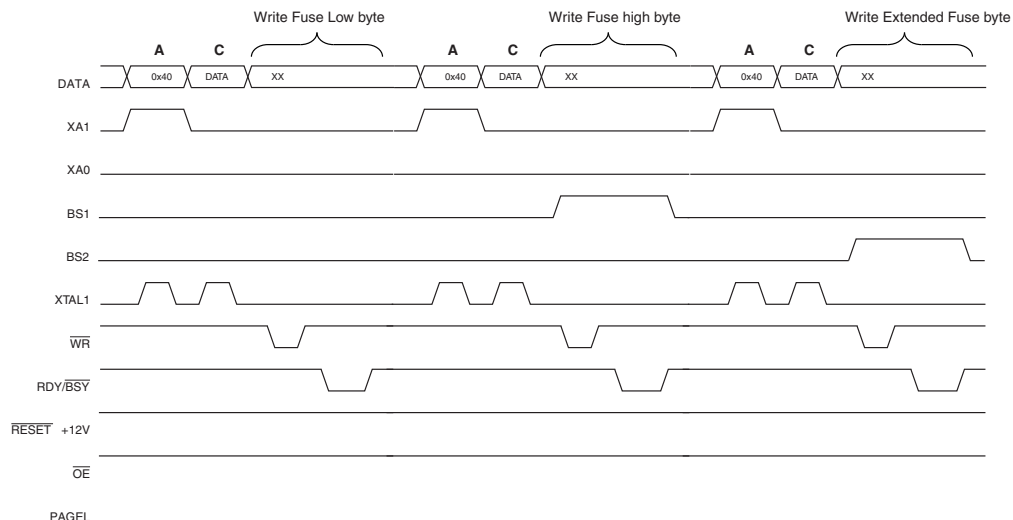 Write Fuse Low byte Write Fuse high byte Write Extended Fuse byte
A C A C A C
DATA 0x40 DATA XX 0x40 DATA XX 0x40 DATA XX
XA1
XA0
BS1
BS2
XTAL1
WR
RDY/BSY
RESET +12V
OE
PAGEL